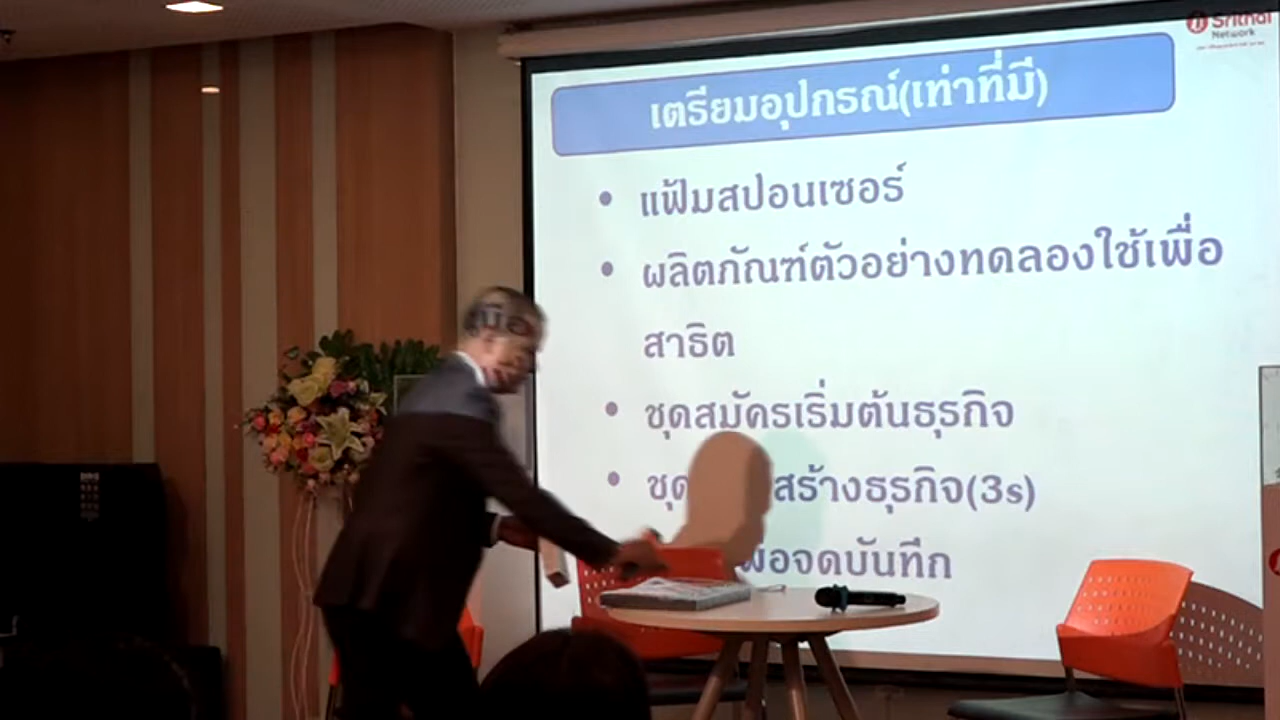 Srithai
Network
เตรียมอุปกรณ์(เท่าที่มี)
• แฟ้มสปอนเซอร์
• ผลิตภัณฑ์ตัวอย่างทดลองใช้เพื่อ
สาธิต
• ชุดสมัครเริ่มต้นธุรกิจ
• ชุด สร้างธุรกิจ(3s)
จดบันทึก